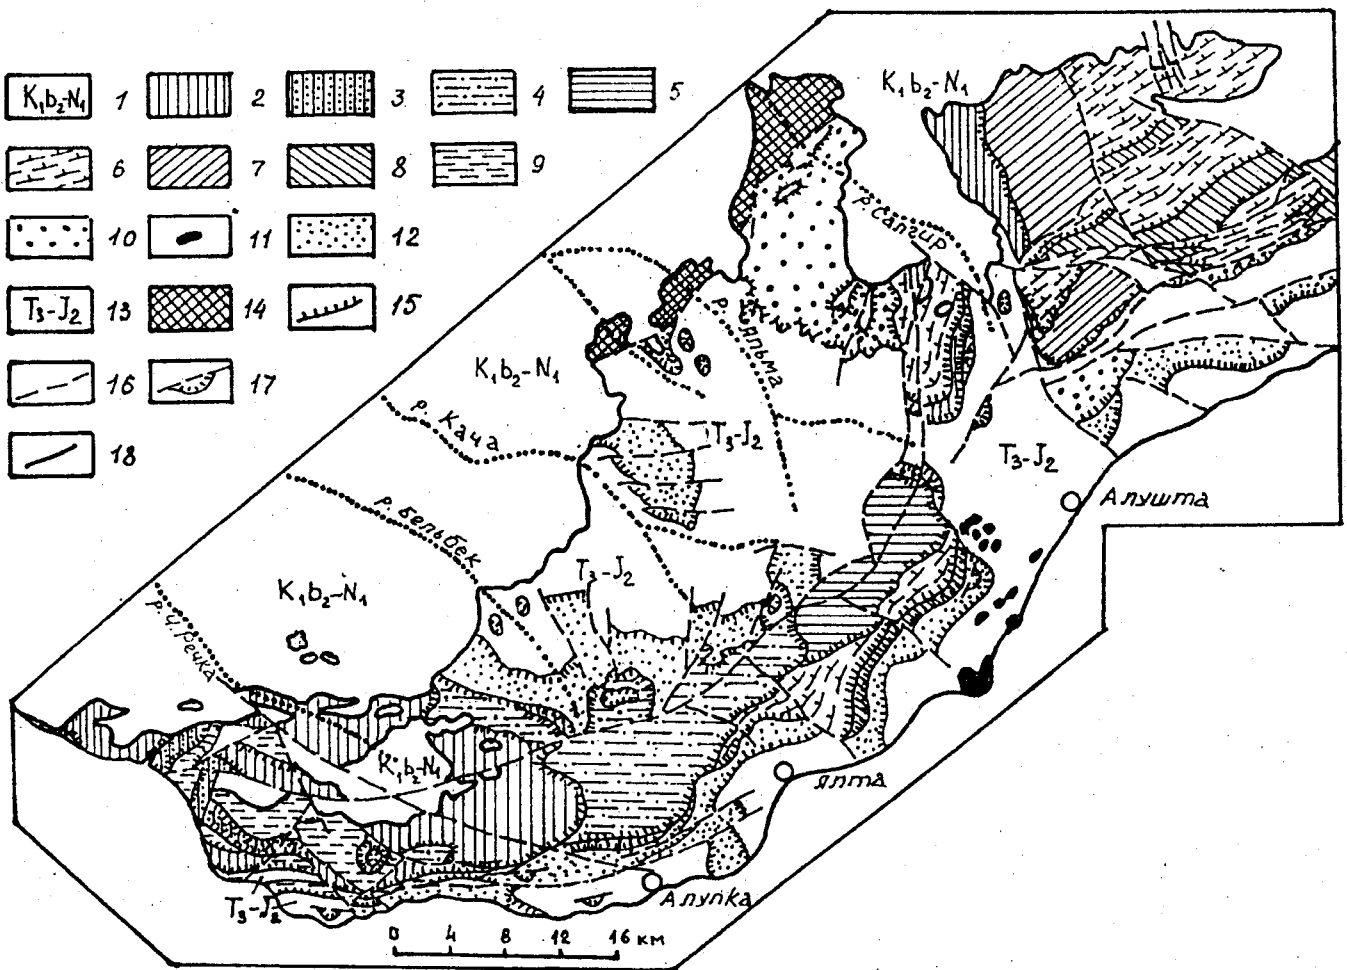 K₁b₂-N₁ 1 2 3 4 5
6 7 8 9
10 11 12
T₃-J₂ 13 14 15
16 17
18
K₁b₂-N₁
р. Салгир
р. Альма
K₁b₂-N₁
р. Кача
T₃-J₂
T₃-J₂
Алушта
р. Бельбек
T₃-J₂
K₁b₂-N₁
р. Ч. Речка
K₁b₂-N₁
Ялта
Алупка
T₃-J₂
0 4 8 12 16 км